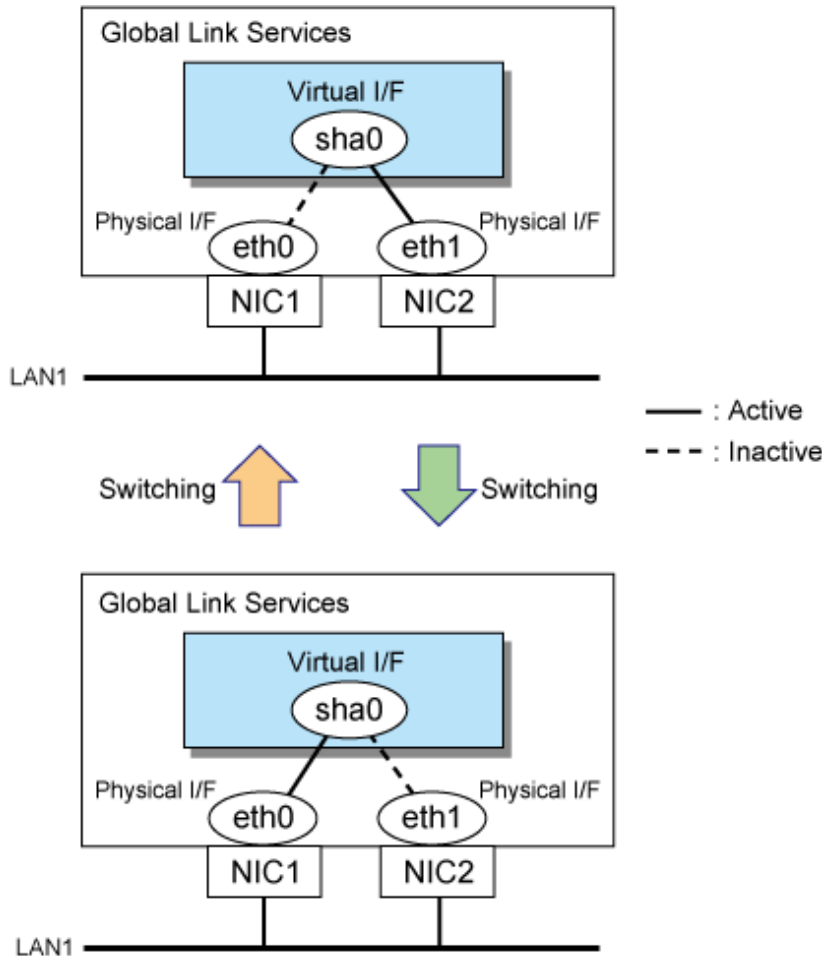 Global Link Services
Virtual I/F
sha0
Physical I/F
Physical I/F
eth0
eth1
NIC1
NIC2
LAN1
: Active
: Inactive
Switching
Switching
Global Link Services
Virtual I/F
sha0
Physical I/F
Physical I/F
eth0
eth1
NIC1
NIC2
LAN1